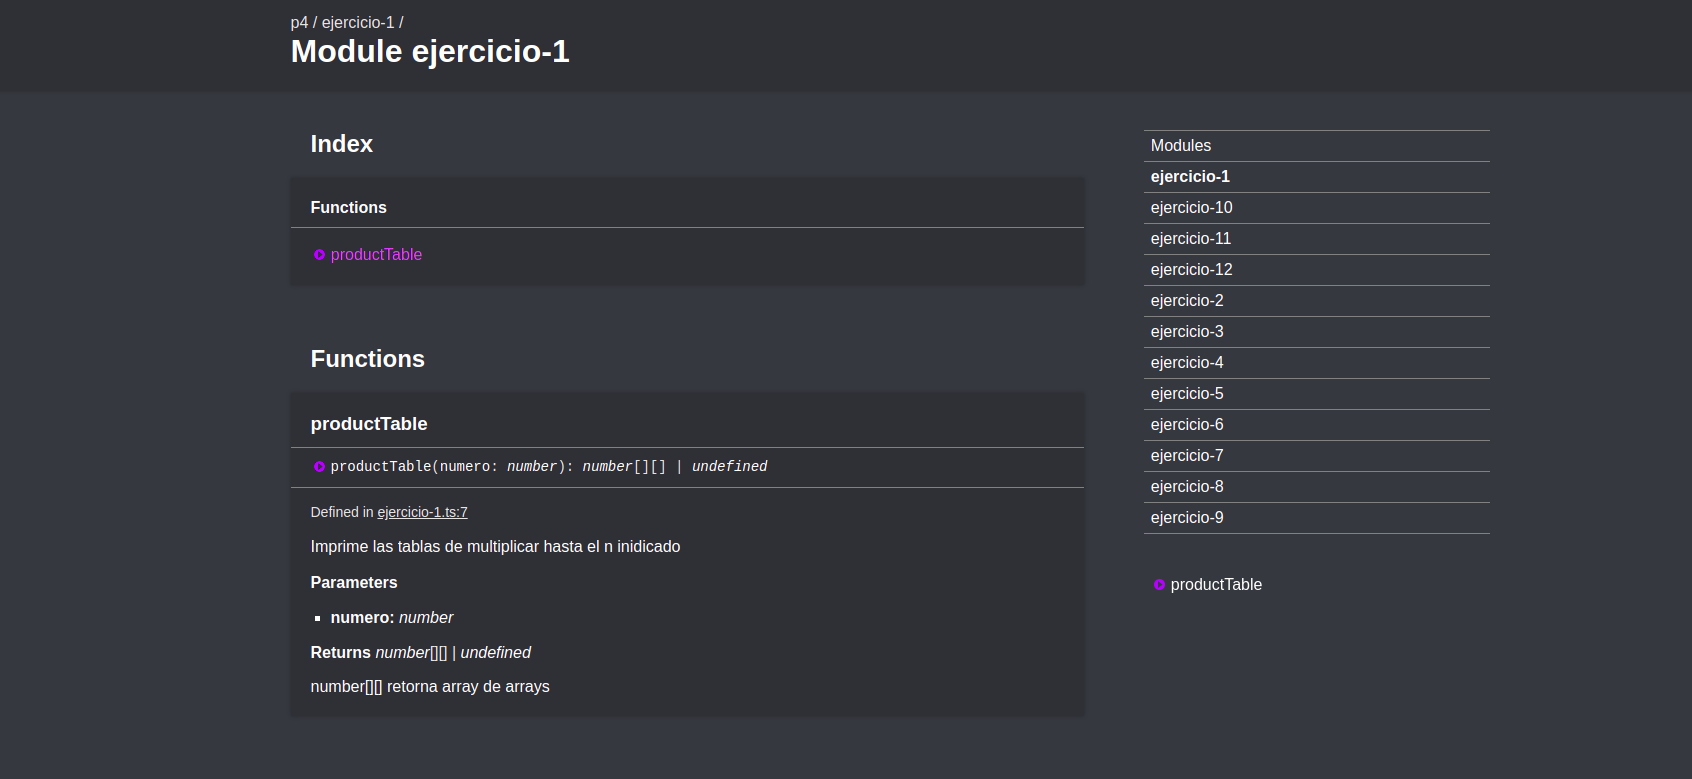 p4 / ejercicio-1 /
Module ejercicio-1
Index
Functions
productTable
Functions
productTable
productTable(numero: number): number[][] | undefined
Defined in ejercicio-1.ts:7
Imprime las tablas de multiplicar hasta el n inidicado
Parameters
numero: number
Returns number[][] | undefined
number[][] retorna array de arrays
Modules
ejercicio-1
ejercicio-10
ejercicio-11
ejercicio-12
ejercicio-2
ejercicio-3
ejercicio-4
ejercicio-5
ejercicio-6
ejercicio-7
ejercicio-8
ejercicio-9
productTable